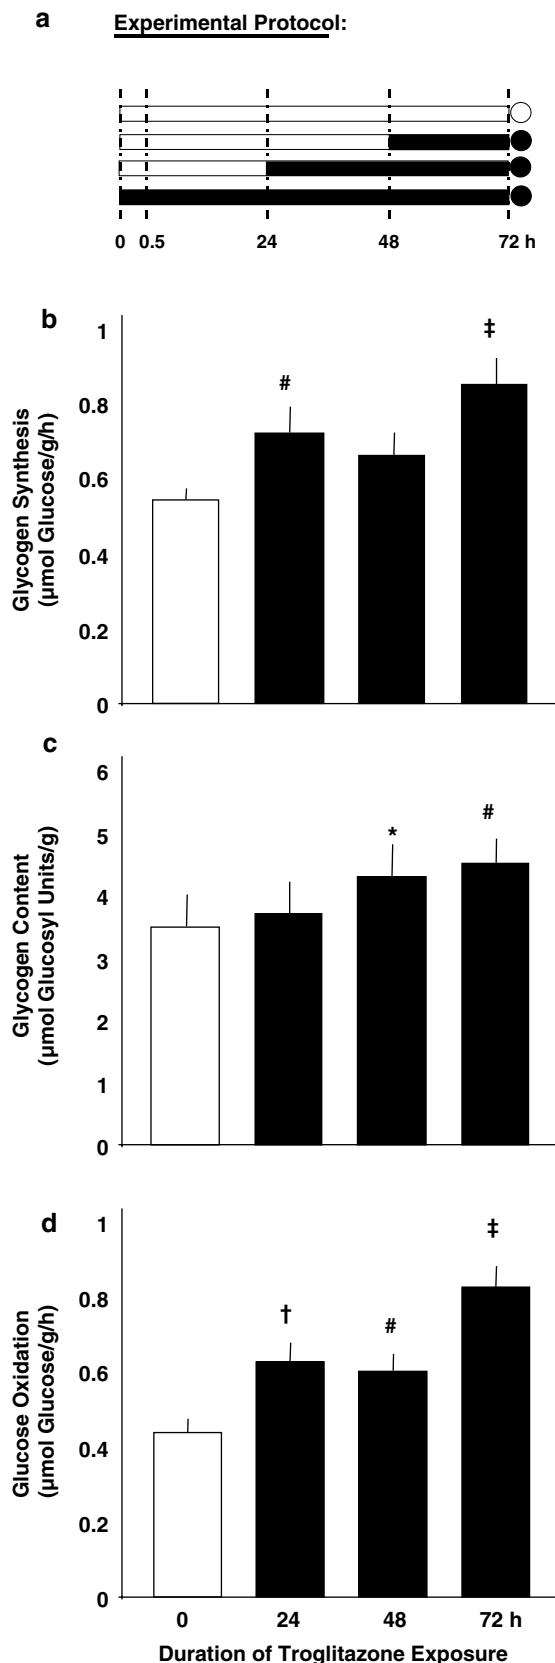 a Experimental Protocol:
0 0.5 24 48 72 h
b
Glycogen Synthesis
(µmol Glucose/g/h)
1
0.8
0.6
0.4
0.2
0
#
‡
c
Glycogen Content
(µmol Glucosyl Units/g)
6
5
4
3
2
1
0
*
#
d
Glucose Oxidation
(µmol Glucose/g/h)
1
0.8
0.6
0.4
0.2
0
†
#
‡
0 24 48 72 h
Duration of Troglitazone Exposure